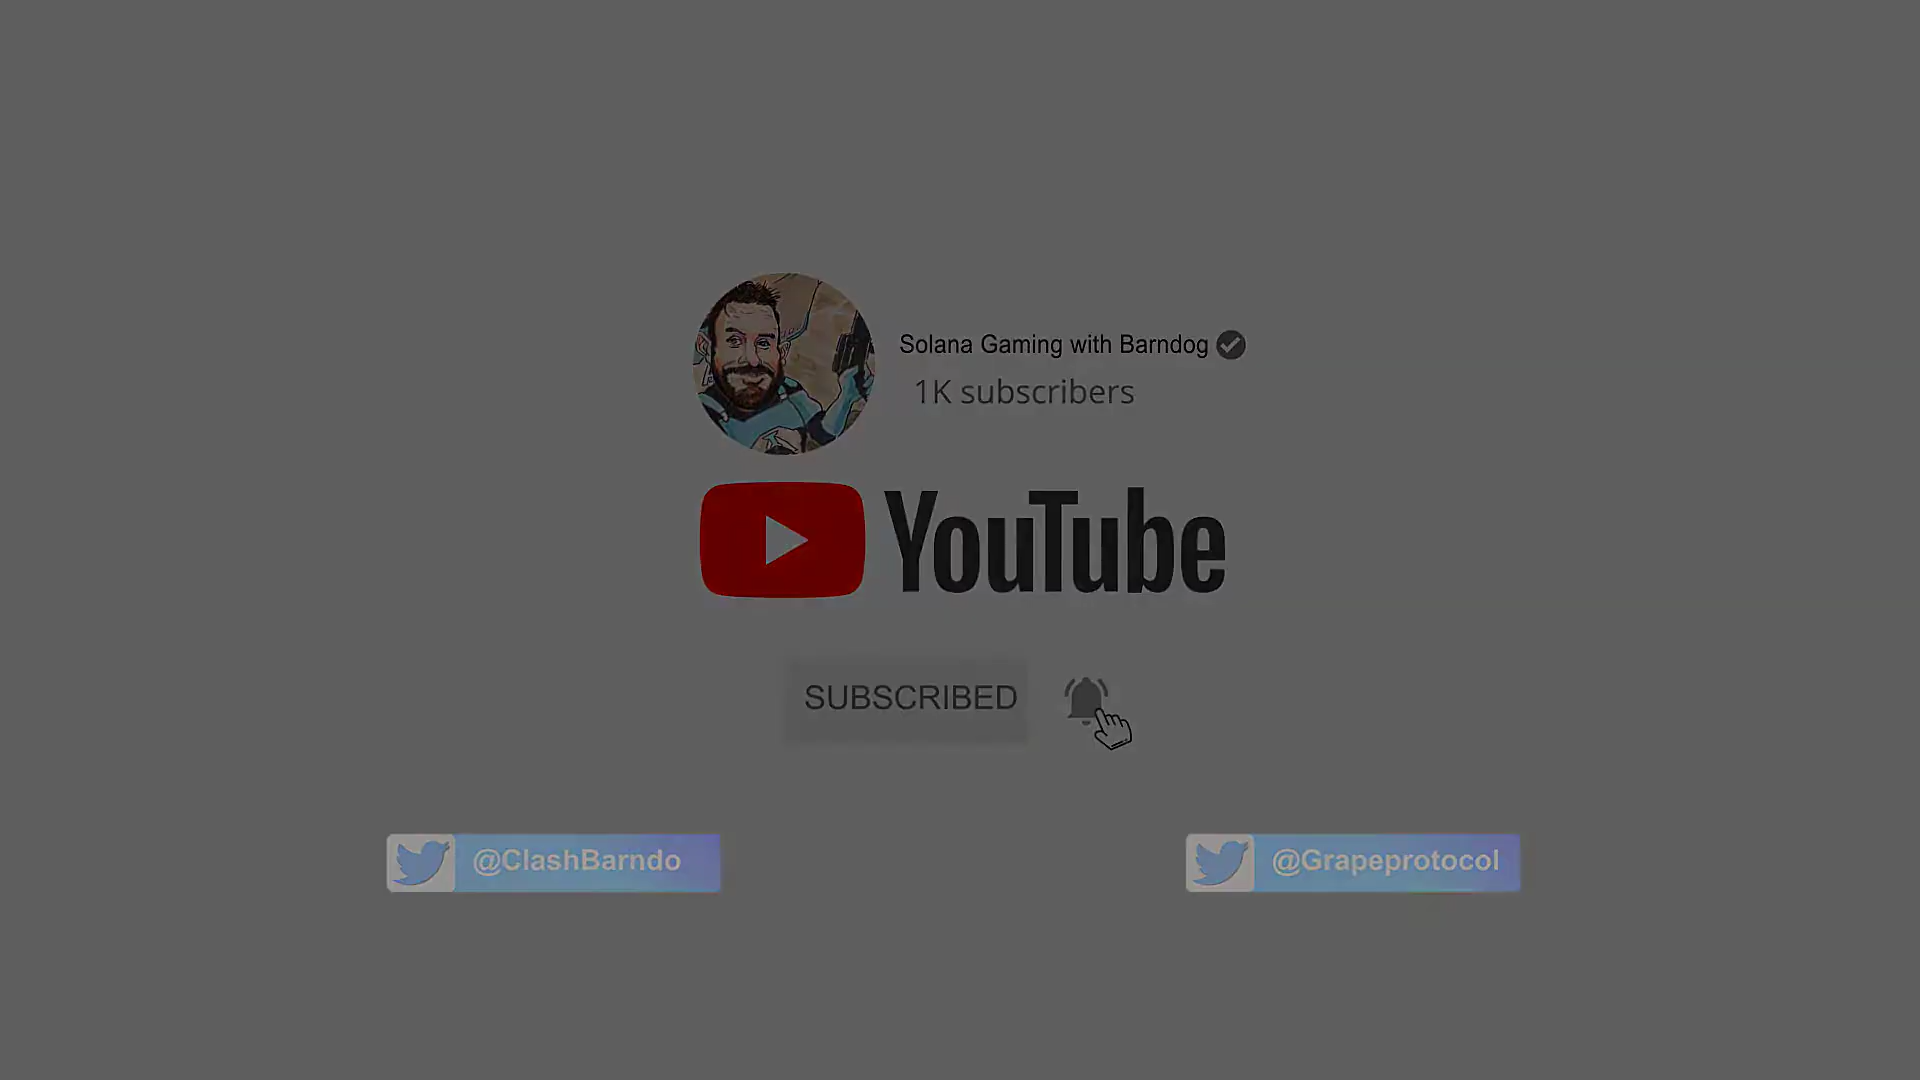 Solana Gaming with Barndog
1K subscribers
YouTube
SUBSCRIBED
@ClashBarndo
@Grapeprotocol